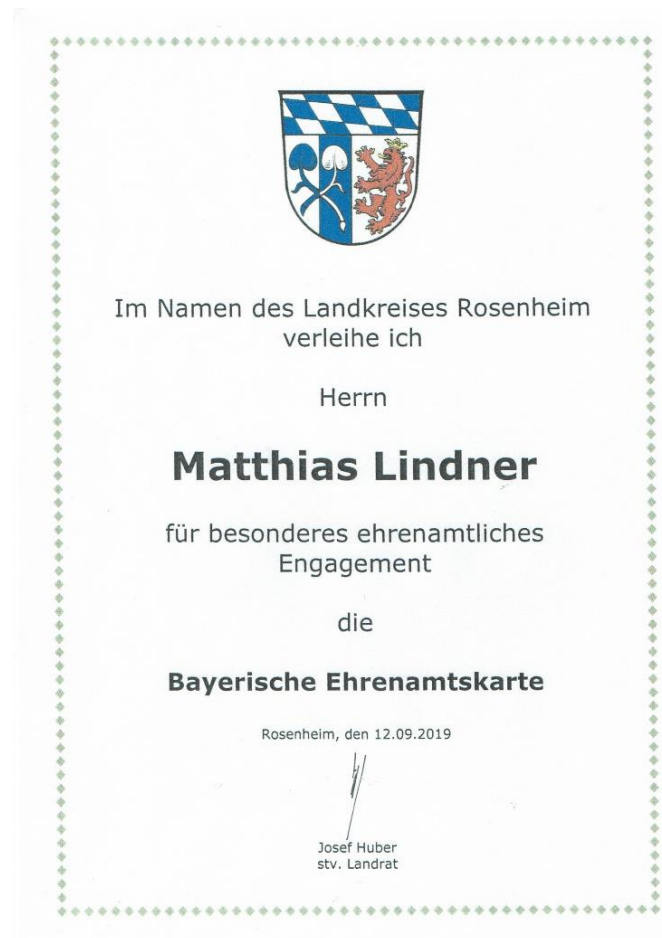 Im Namen des Landkreises Rosenheim
verleihe ich
Herrn
Matthias Lindner
für besonderes ehrenamtliches
Engagement
die
Bayerische Ehrenamtskarte
Rosenheim, den 12.09.2019
Josef Huber
stv. Landrat